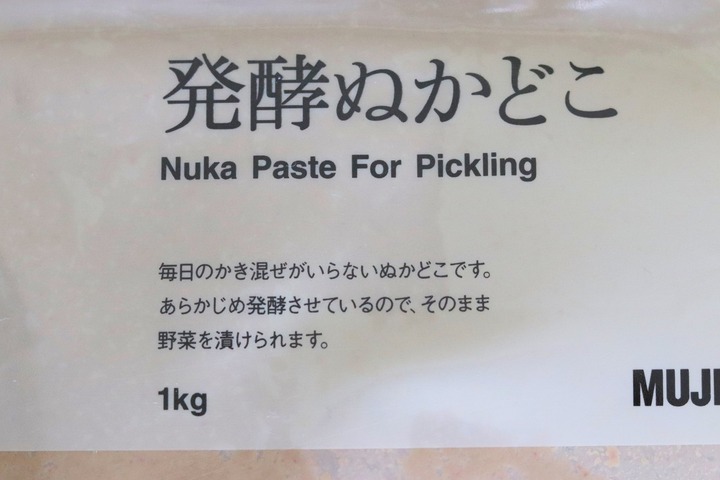 発酵ぬかどこ
Nuka Paste For Pickling
毎日のかき混ぜがいらないぬかどこです。
あらかじめ発酵させているので、そのまま
野菜を漬けられます。
1kg
MUJI